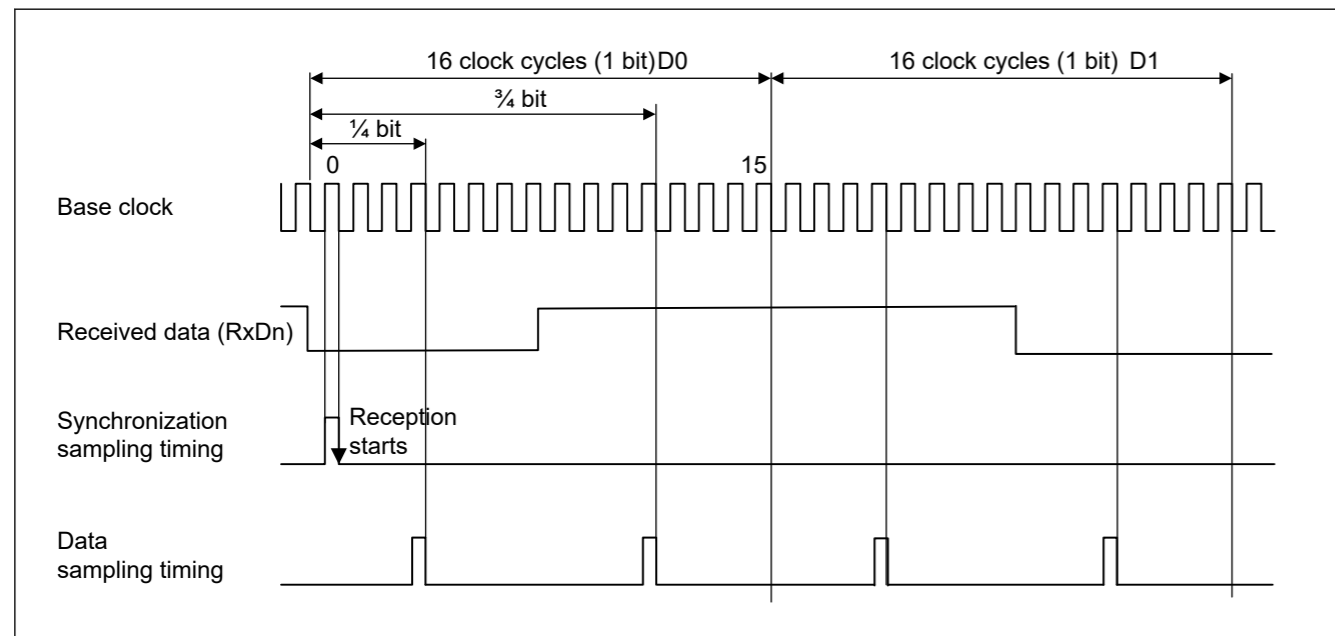 16 clock cycles (1 bit) D0
16 clock cycles (1 bit) D1
¾ bit
¼ bit
0
15
Base clock
Received data (RxDn)
Synchronization
sampling timing
Reception
starts
Data
sampling timing